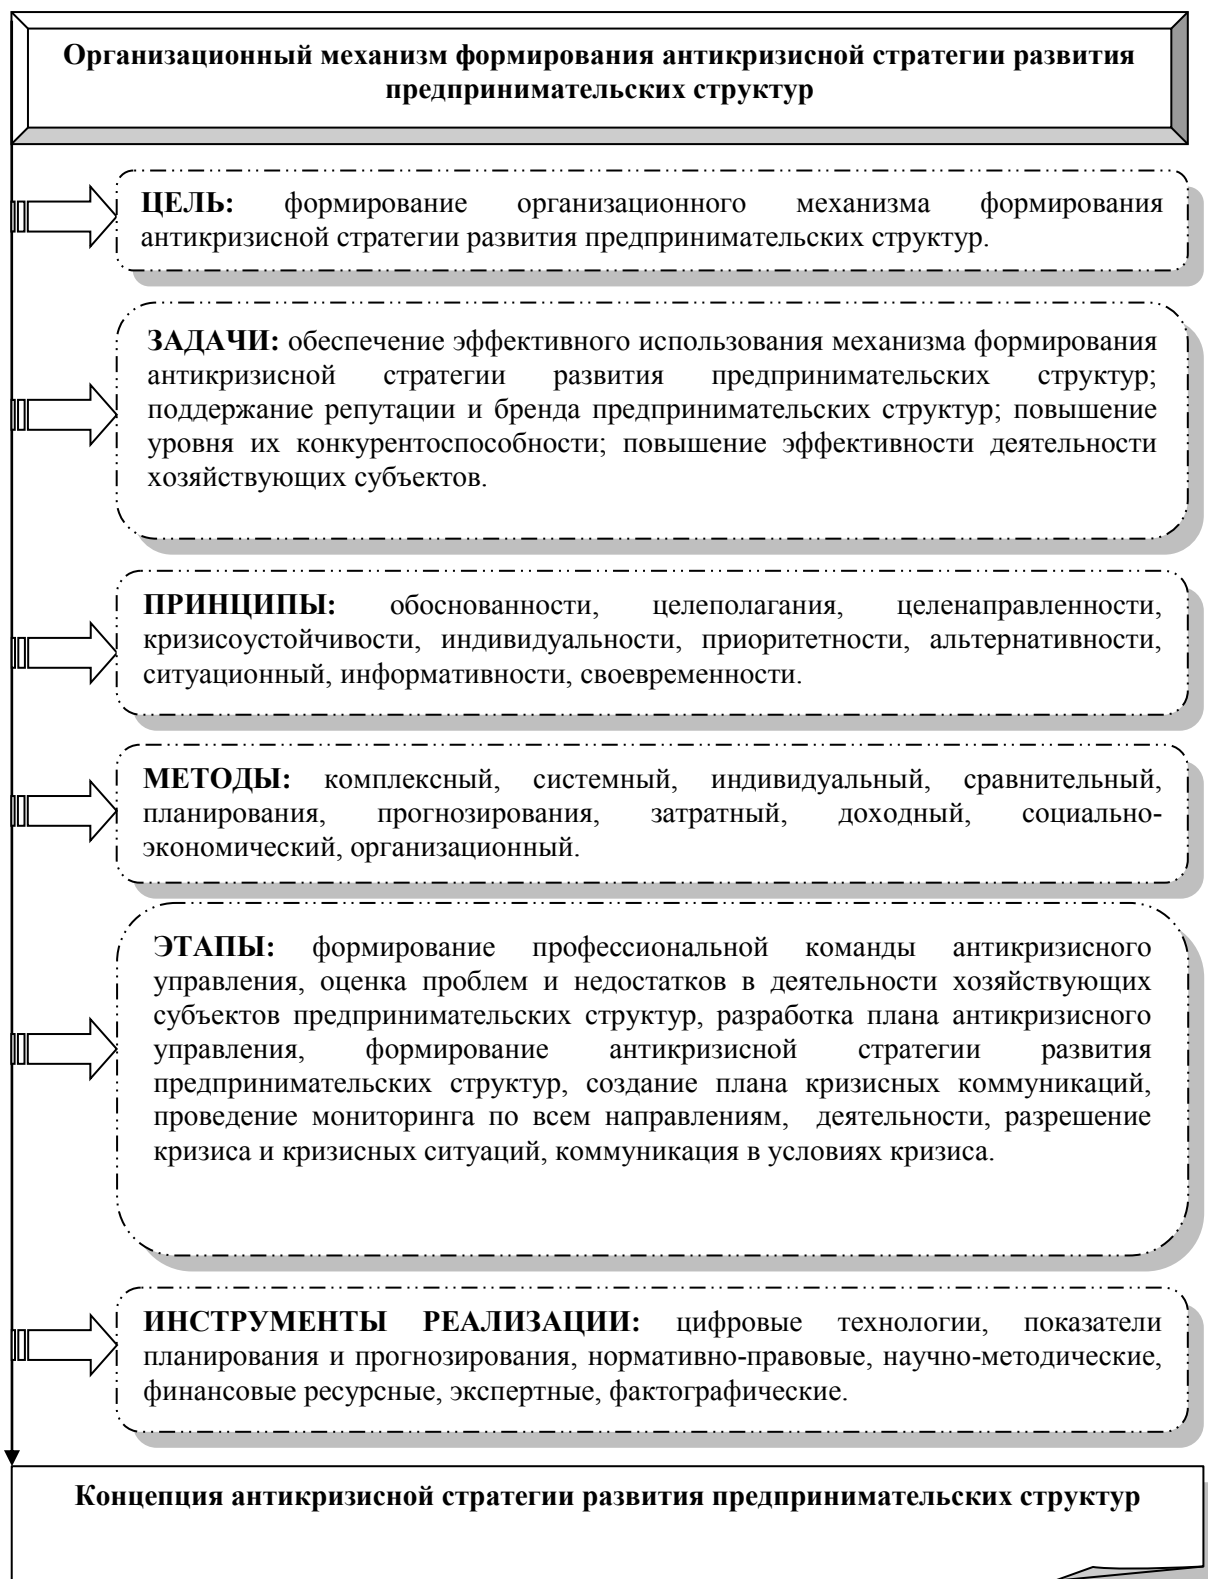 Организационный механизм формирования антикризисной стратегии развития
предпринимательских структур
ЦЕЛЬ: формирование организационного механизма формирования
антикризисной стратегии развития предпринимательских структур.
ЗАДАЧИ: обеспечение эффективного использования механизма формирования
антикризисной стратегии развития предпринимательских структур;
поддержание репутации и бренда предпринимательских структур; повышение
уровня их конкурентоспособности; повышение эффективности деятельности
хозяйствующих субъектов.
ПРИНЦИПЫ: обоснованности, целеполагания, целенаправленности,
кризисоустойчивости, индивидуальности, приоритетности, альтернативности,
ситуационный, информативности, своевременности.
МЕТОДЫ: комплексный, системный, индивидуальный, сравнительный,
планирования, прогнозирования, затратный, доходный, социально-
экономический, организационный.
ЭТАПЫ: формирование профессиональной команды антикризисного
управления, оценка проблем и недостатков в деятельности хозяйствующих
субъектов предпринимательских структур, разработка плана антикризисного
управления, формирование антикризисной стратегии развития
предпринимательских структур, создание плана кризисных коммуникаций,
проведение мониторинга по всем направлениям, деятельности, разрешение
кризиса и кризисных ситуаций, коммуникация в условиях кризиса.
ИНСТРУМЕНТЫ РЕАЛИЗАЦИИ: цифровые технологии, показатели
планирования и прогнозирования, нормативно-правовые, научно-методические,
финансовые ресурсные, экспертные, фактографические.
Концепция антикризисной стратегии развития предпринимательских структур